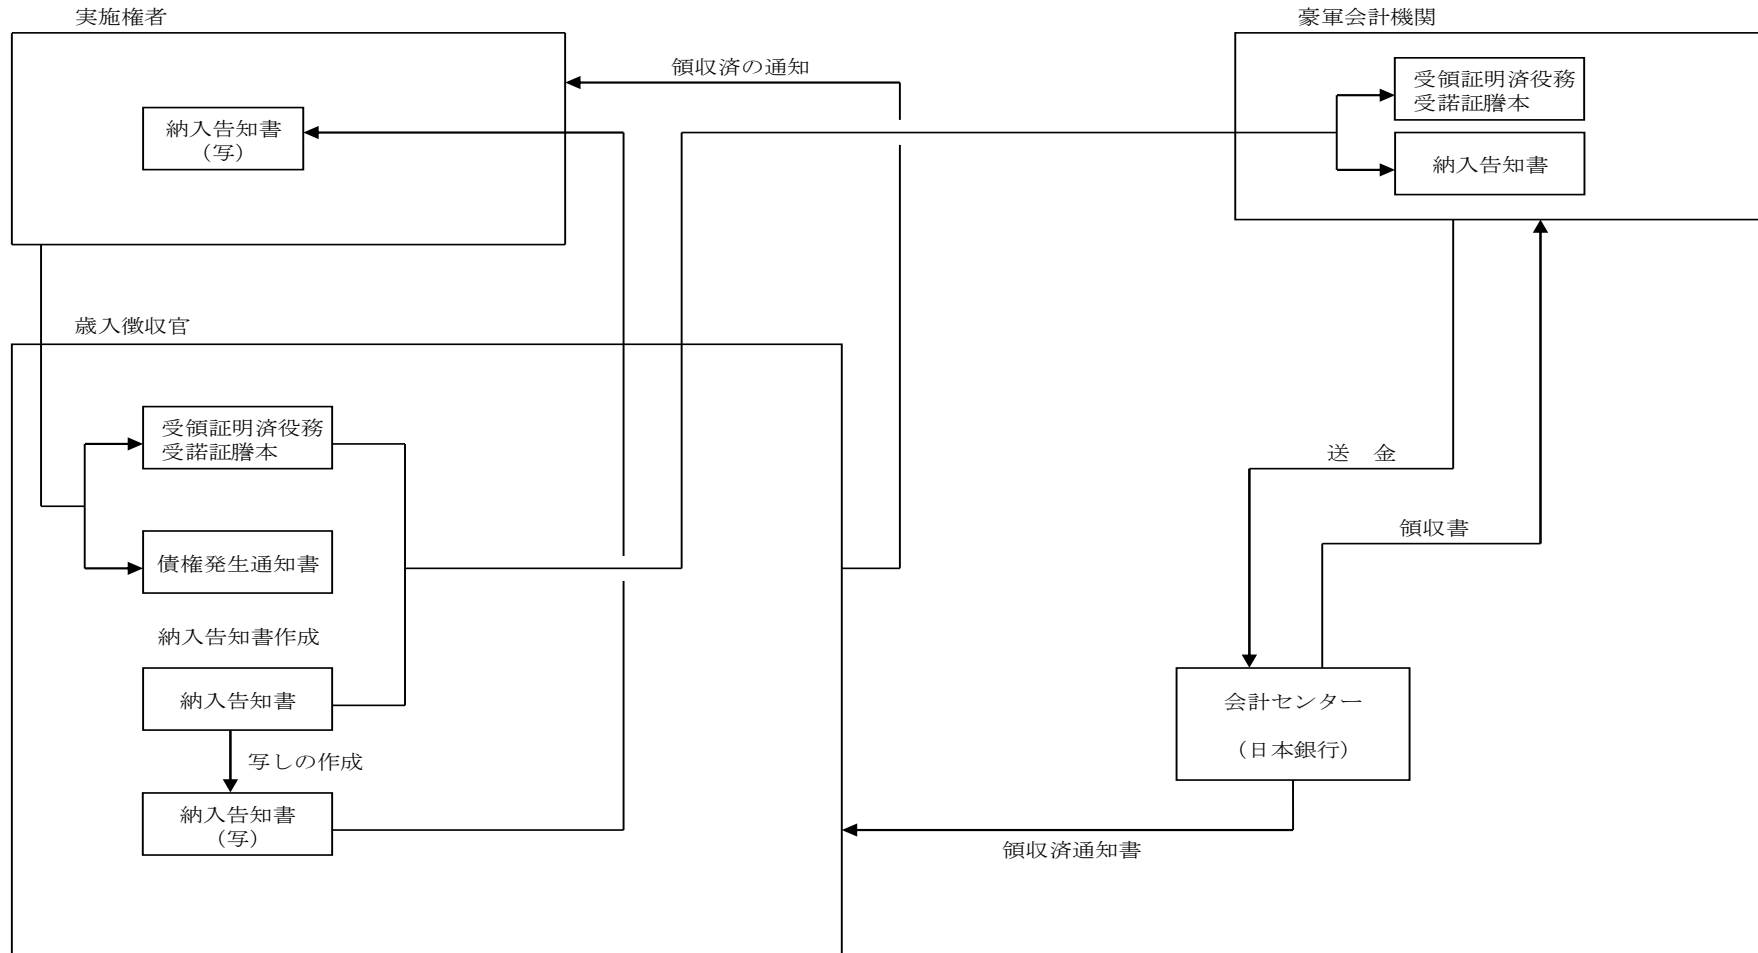 実施権者
豪軍会計機関
領収済の通知
納入告知書
（写）
受領証明済役務
受諾証謄本
納入告知書
歳入徴収官
受領証明済役務
受諾証謄本
債権発生通知書
納入告知書作成
納入告知書
写しの作成
納入告知書
（写）
送　金
領収書
会計センター
（日本銀行）
領収済通知書